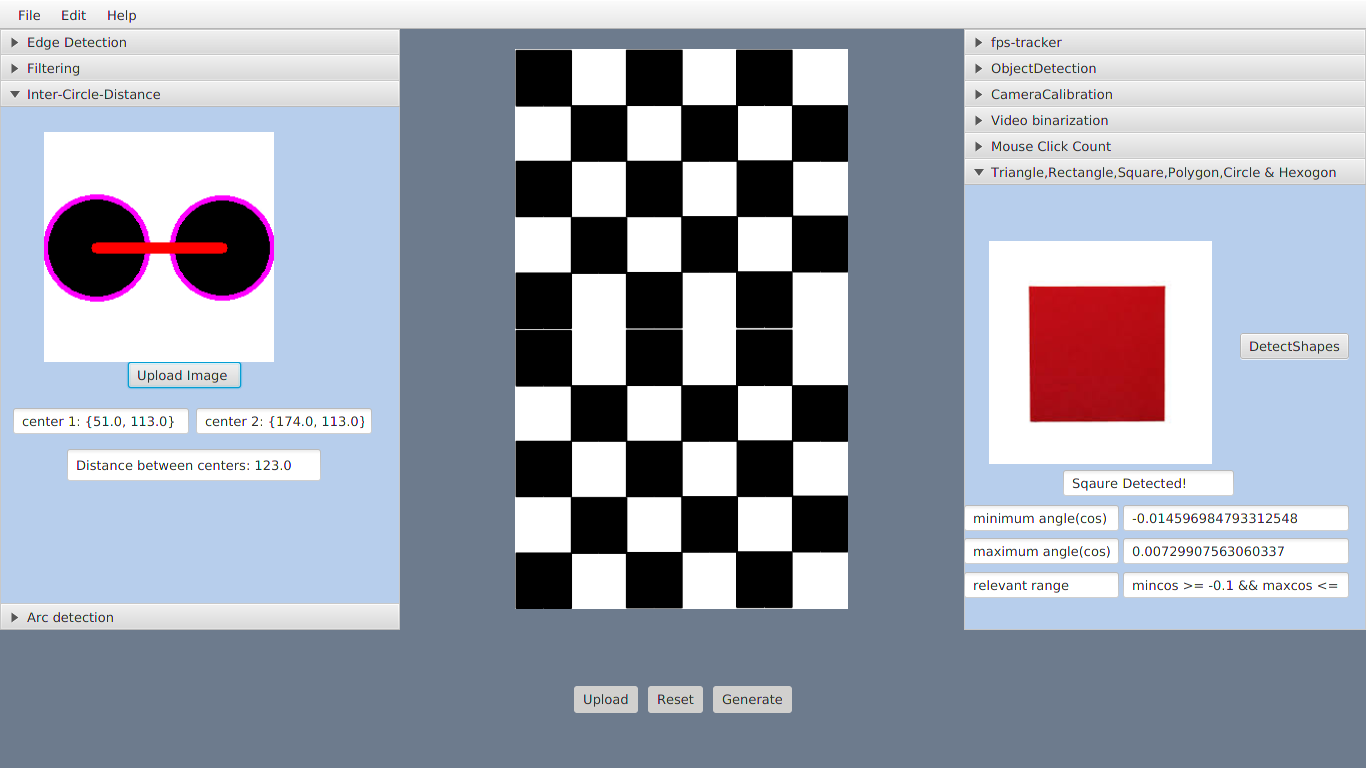 File Edit Help
Edge Detection
Filtering
Inter-Circle-Distance
Upload Image
center 1: {51.0, 113.0} center 2: {174.0, 113.0}
Distance between centers: 123.0
Arc detection
Upload Reset Generate
fps-tracker
ObjectDetection
CameraCalibration
Video binarization
Mouse Click Count
Triangle,Rectangle,Square,Polygon,Circle & Hexogon
DetectShapes
Sqaure Detected!
minimum angle(cos) -0.014596984793312548
maximum angle(cos) 0.00729907563060337
relevant range mincos >= -0.1 && maxcos <=